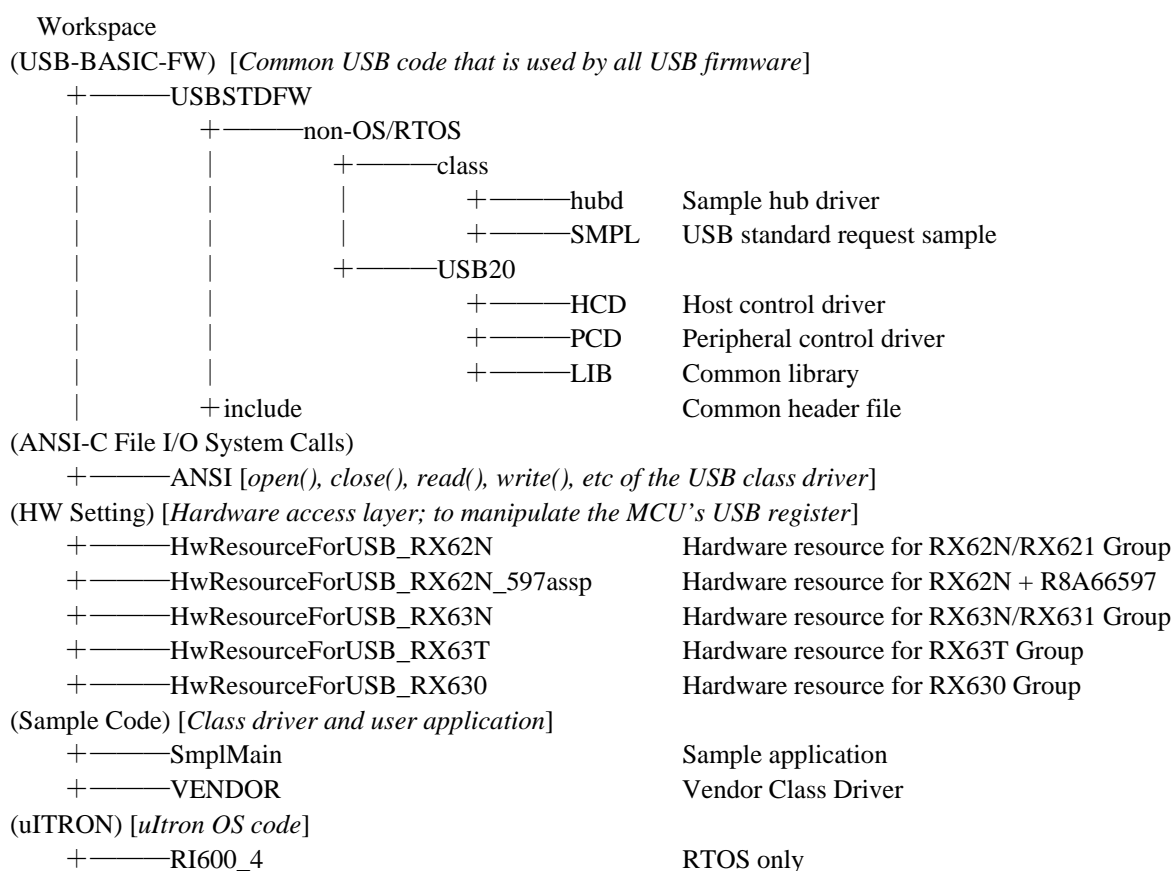 Workspace
(USB-BASIC-FW) [Common USB code that is used by all USB firmware]
+———USBSTDFW
| +———non-OS/RTOS
| | +———class
| | | +———hubd Sample hub driver
| | | +———SMPL USB standard request sample
| | +———USB20
| | +———HCD Host control driver
| | +———PCD Peripheral control driver
| | +———LIB Common library
| +include Common header file
(ANSI-C File I/O System Calls)
+———ANSI [open(), close(), read(), write(), etc of the USB class driver]
(HW Setting) [Hardware access layer; to manipulate the MCU’s USB register]
+———HwResourceForUSB_RX62N Hardware resource for RX62N/RX621 Group
+———HwResourceForUSB_RX62N_597assp Hardware resource for RX62N + R8A66597
+———HwResourceForUSB_RX63N Hardware resource for RX63N/RX631 Group
+———HwResourceForUSB_RX63T Hardware resource for RX63T Group
+———HwResourceForUSB_RX630 Hardware resource for RX630 Group
(Sample Code) [Class driver and user application]
+———SmplMain Sample application
+———VENDOR Vendor Class Driver
(uITRON) [uItron OS code]
+———RI600_4 RTOS only